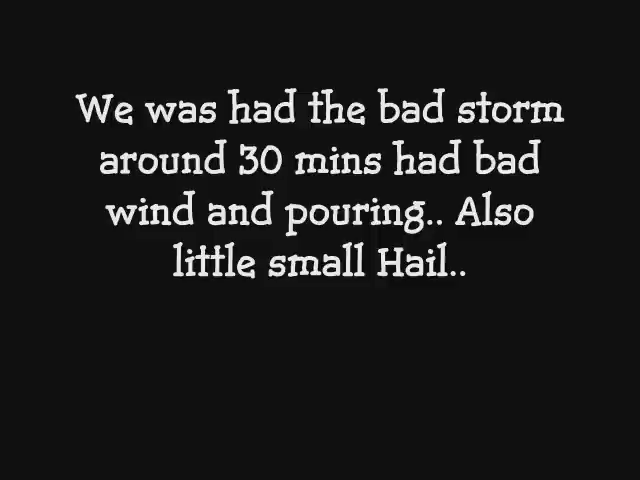 We was had the bad storm
around 30 mins had bad
wind and pouring.. Also
little small Hail..